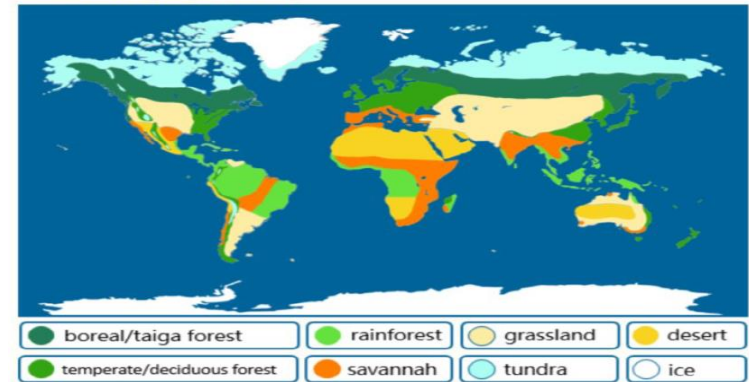 boreal/taiga forest rainforest grassland desert
temperate/deciduous forest savannah tundra ice